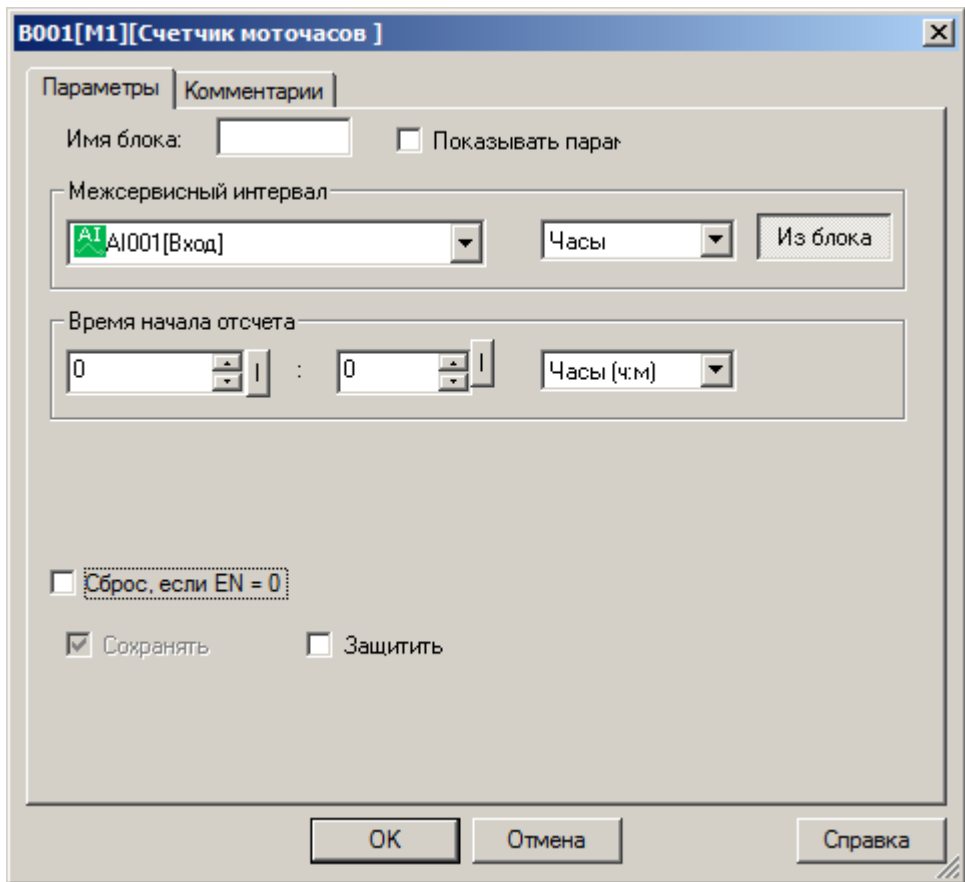 B001[M1][Счетчик моточасов ]
Параметры Комментарии
Имя блока: Показывать парам
Межсервисный интервал
AI AI001[Вход] Часы Из блока
Время начала отсчета
0 : 0 Часы (ч:м)
Сброс, если EN = 0
Сохранять Защитить
OK Отмена Справка